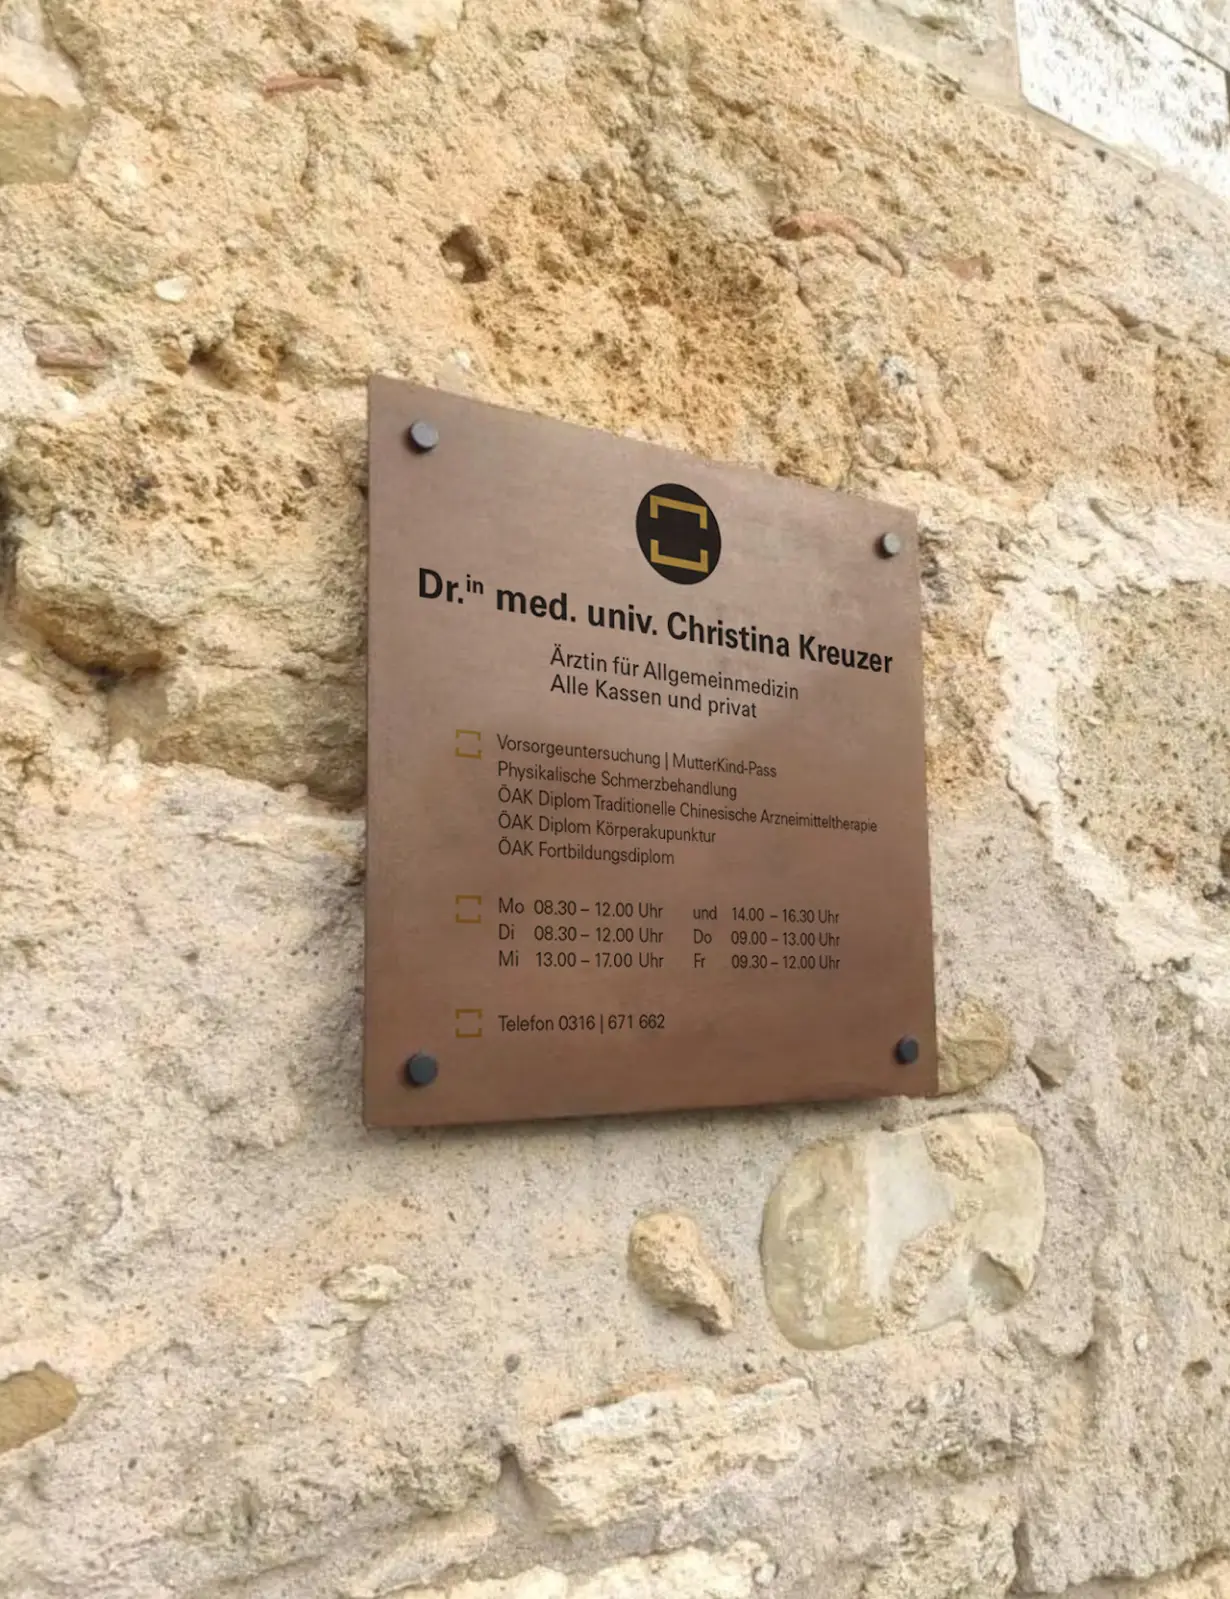 Dr.in med. univ. Christina Kreuzer
Ärztin für Allgemeinmedizin
Alle Kassen und privat
Vorsorgeuntersuchung | MutterKind-Pass
Physikalische Schmerzbehandlung
ÖAK Diplom Traditionelle Chinesische Arzneimitteltherapie
ÖAK Diplom Körperakupunktur
ÖAK Fortbildungsdiplom
Mo 08.30 – 12.00 Uhr und 14.00 – 16.30 Uhr
Di 08.30 – 12.00 Uhr Do 09.00 – 13.00 Uhr
Mi 13.00 – 17.00 Uhr Fr 09.30 – 12.00 Uhr
Telefon 0316 | 671 662